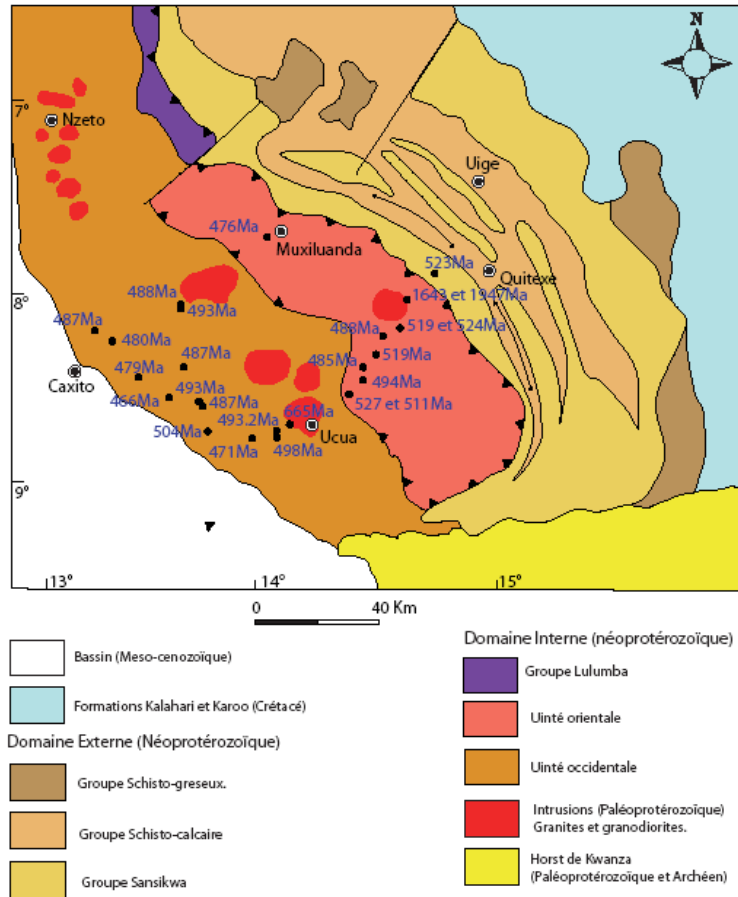 N
7°
Nzeto
Uige
476Ma
Muxiluanda
523Ma
Quitexe
8°
488Ma
493Ma
1643 et 1947Ma
487Ma
480Ma
488Ma
519 et 524Ma
519Ma
487Ma
485Ma
479Ma
494Ma
Caxito
493Ma
466Ma
487Ma
527 et 511Ma
665Ma
493.2Ma
Ucua
504Ma
471Ma
498Ma
9°
13°
14°
15°
0 40 Km
Bassin (Meso-cenozoïque)
Formations Kalahari et Karoo (Crétacé)
Domaine Externe (Néoprotérozoïque)
Groupe Schisto-greseux.
Groupe Schisto-calcaire
Groupe Sansikwa
Domaine Interne (néoprotérozoïque)
Groupe Lulumba
Uinté orientale
Uinté occidentale
Intrusions (Paléoprotérozoïque)
Granites et granodiorites.
Horst de Kwanza
(Paléoprotérozoïque et Archéen)